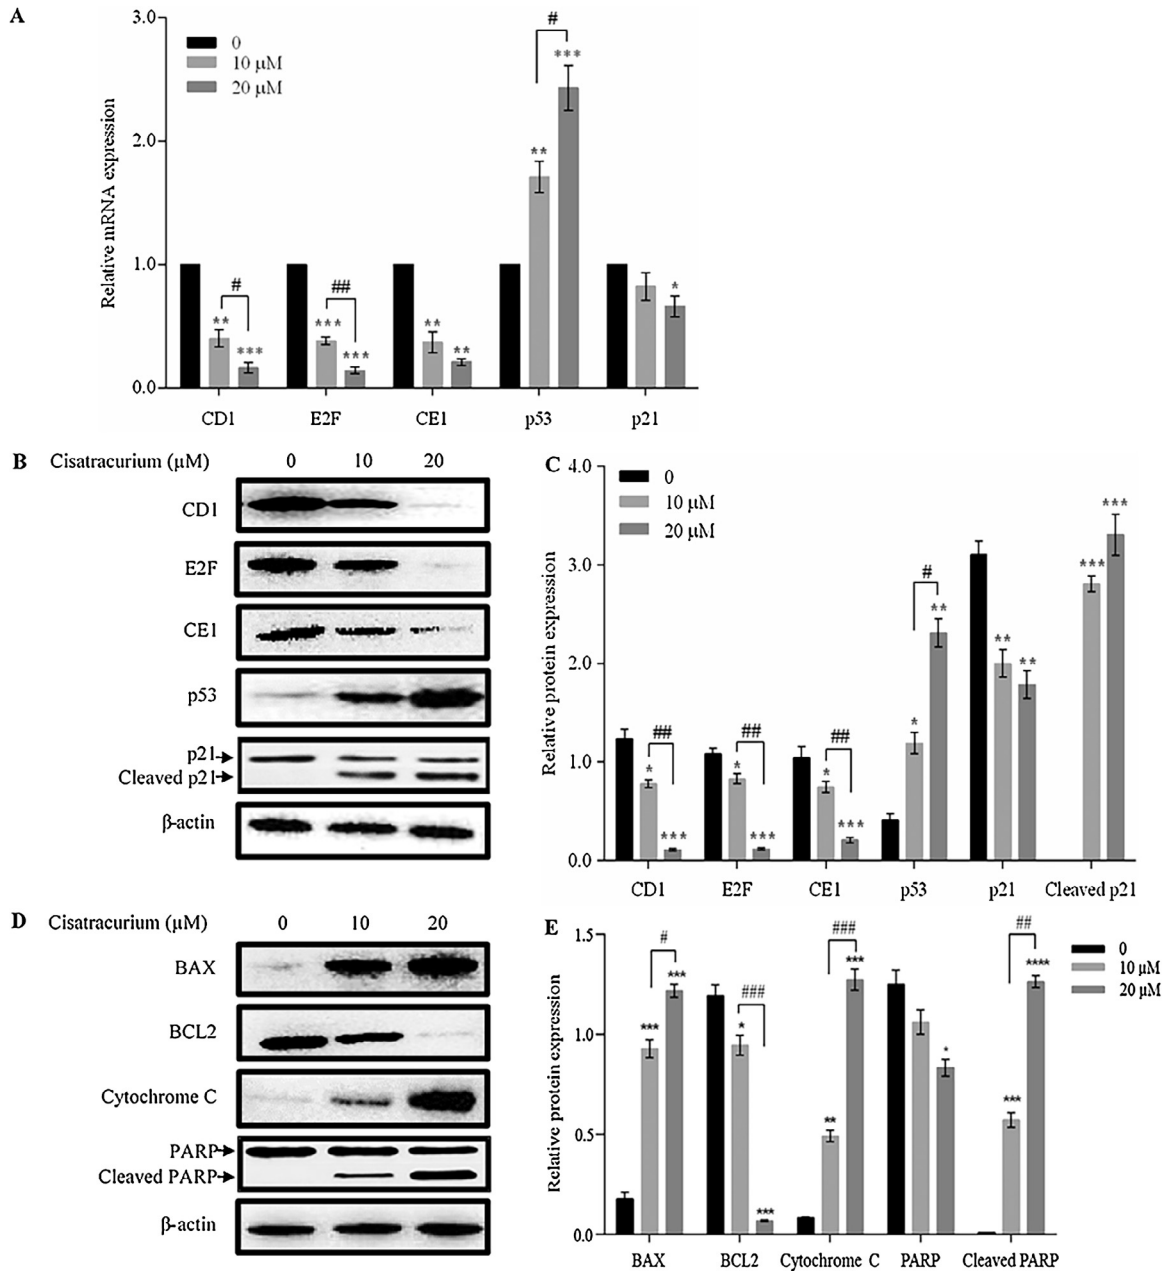 A
3.0
2.0
1.0
0.0
Relative mRNA expression
0
10 μM
20 μM
# ## #
** *** *** *** ** ** ** *** *
CD1 E2F CE1 p53 p21
B Cisatracurium (μM) 0 10 20
CD1
E2F
CE1
p53
p21
Cleaved p21
β-actin
C
4.0
3.0
2.0
1.0
0.0
Relative protein expression
0
10 μM
20 μM
## ## ## #
* *** * *** * *** * ** ** ** *** ***
CD1 E2F CE1 p53 p21 Cleaved p21
D Cisatracurium (μM) 0 10 20
BAX
BCL2
Cytochrome C
PARP
Cleaved PARP
β-actin
E
1.5
1.0
0.5
0.0
Relative protein expression
0
10 μM
20 μM
# ### ### ##
*** *** * *** ** *** * *** ****
BAX BCL2 Cytochrome C PARP Cleaved PARP